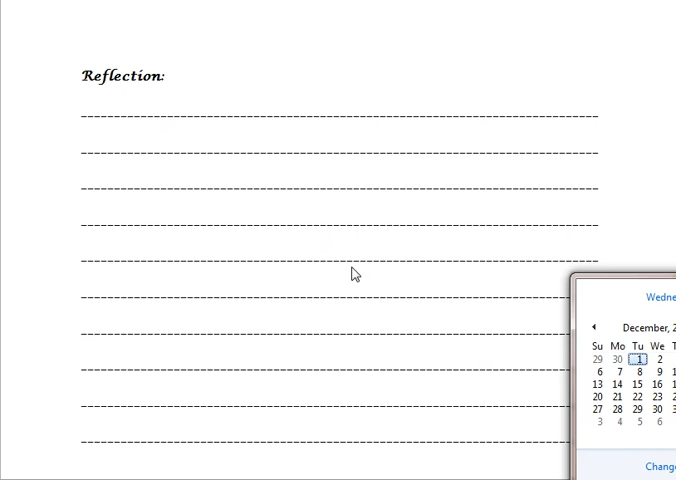 Reflection:
Wedne
December, 2
Su Mo Tu We T
29 30 1 2
6 7 8 9 1
13 14 15 16 1
20 21 22 23 2
27 28 29 30 3
3 4 5 6
Change